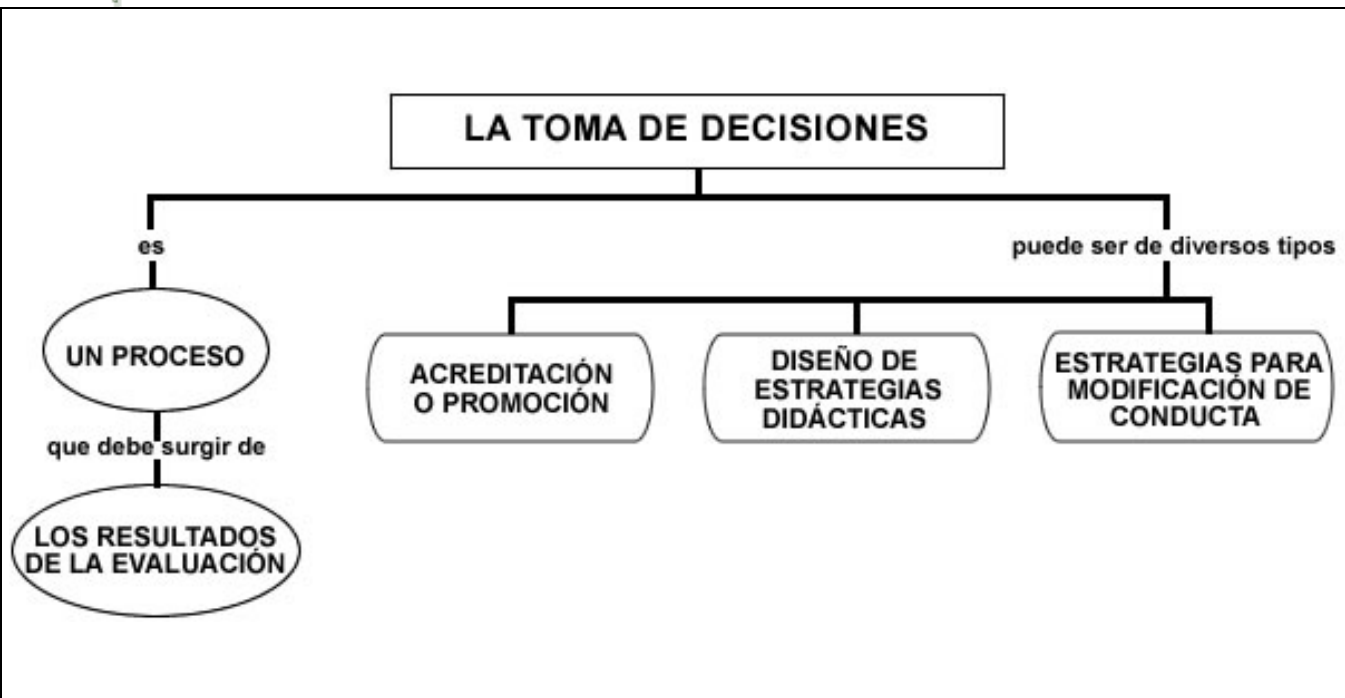 LA TOMA DE DECISIONES
es
puede ser de diversos tipos
UN PROCESO
ACREDITACIÓN
O PROMOCIÓN
DISEÑO DE
ESTRATEGIAS
DIDÁCTICAS
ESTRATEGIAS PARA
MODIFICACIÓN DE
CONDUCTA
que debe surgir de
LOS RESULTADOS
DE LA EVALUACIÓN